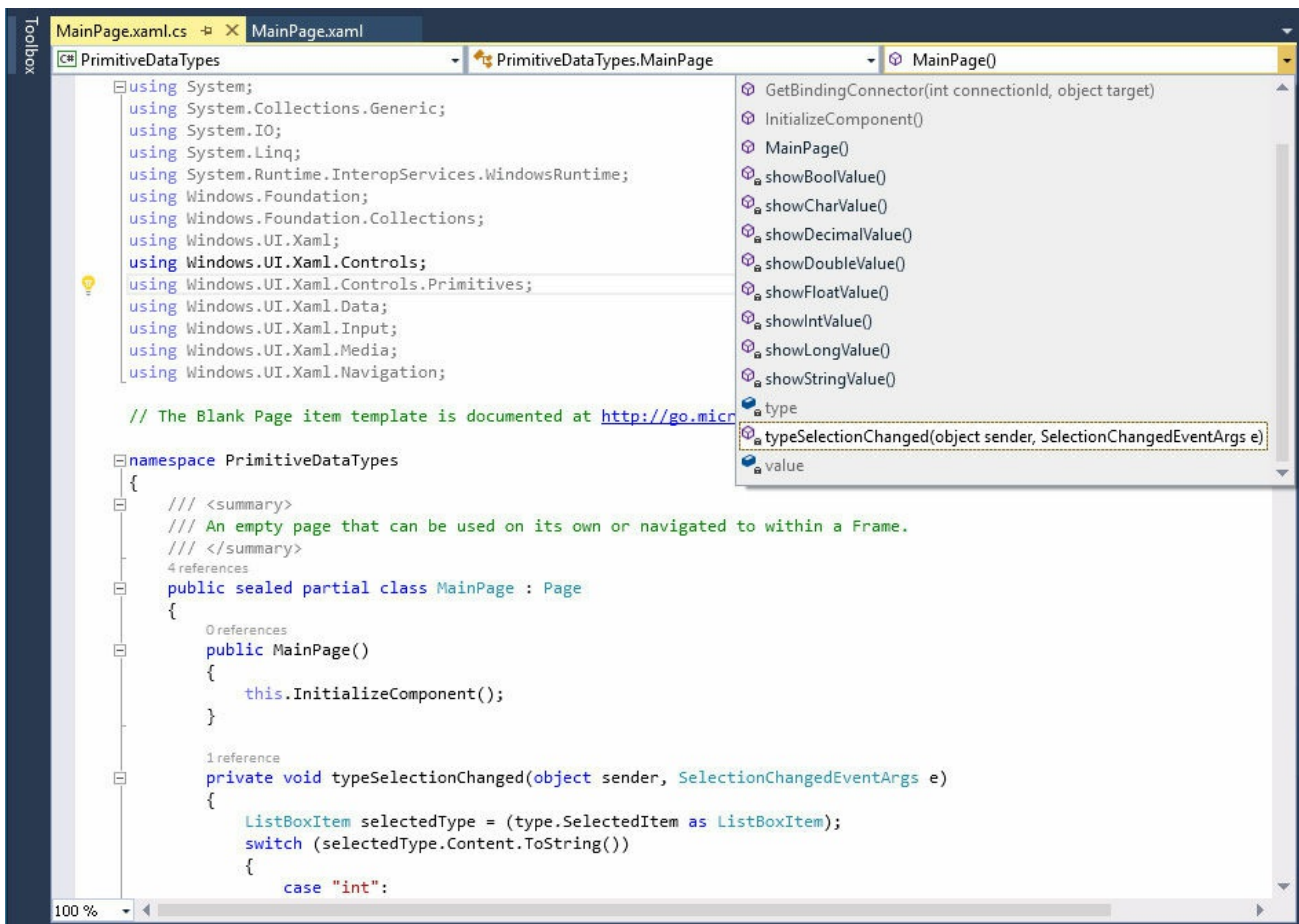 Toolbox
MainPage.xaml.cs MainPage.xaml
C# PrimitiveDataTypes PrimitiveDataTypes.MainPage MainPage()
using System;
using System.Collections.Generic;
using System.IO;
using System.Linq;
using System.Runtime.InteropServices.WindowsRuntime;
using Windows.Foundation;
using Windows.Foundation.Collections;
using Windows.UI.Xaml;
using Windows.UI.Xaml.Controls;
using Windows.UI.Xaml.Controls.Primitives;
using Windows.UI.Xaml.Data;
using Windows.UI.Xaml.Input;
using Windows.UI.Xaml.Media;
using Windows.UI.Xaml.Navigation;
// The Blank Page item template is documented at http://go.micr
GetBindingConnector(int connectionId, object target)
InitializeComponent()
MainPage()
showBoolValue()
showCharValue()
showDecimalValue()
showDoubleValue()
showFloatValue()
showIntValue()
showLongValue()
showStringValue()
type
typeSelectionChanged(object sender, SelectionChangedEventArgs e)
value
namespace PrimitiveDataTypes
{
/// <summary>
/// An empty page that can be used on its own or navigated to within a Frame.
/// </summary>
4 references
public sealed partial class MainPage : Page
{
0 references
public MainPage()
{
this.InitializeComponent();
}
1 reference
private void typeSelectionChanged(object sender, SelectionChangedEventArgs e)
{
ListBoxItem selectedType = (type.SelectedItem as ListBoxItem);
switch (selectedType.Content.ToString())
{
case "int":
100 %